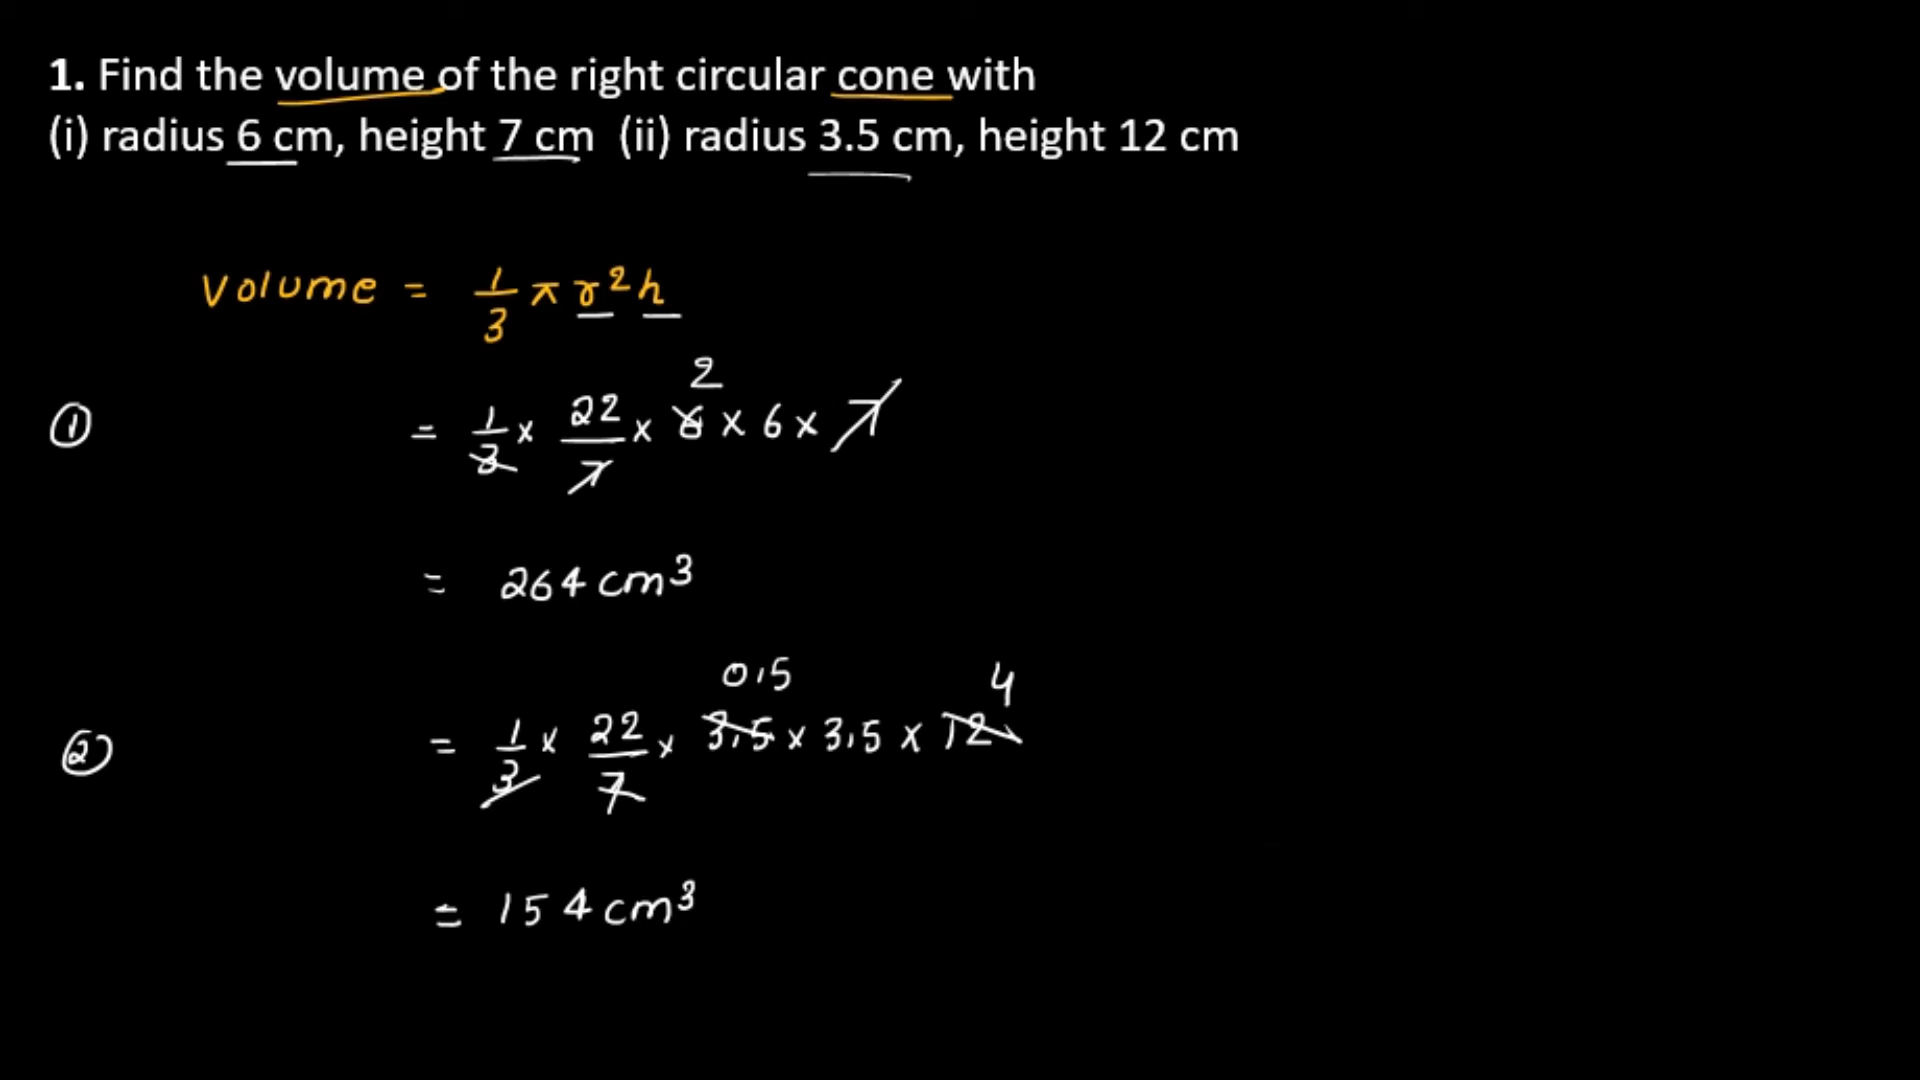 1. Find the volume of the right circular cone with
(i) radius 6 cm, height 7 cm (ii) radius 3.5 cm, height 12 cm
Volume = 1/3 π r²h
① = 1/3 × 22/7 × 6 × 6 × 7
2
= 264 cm³
0.5 4
② = 1/3 × 22/7 × 3.5 × 3.5 × 12
= 154 cm³